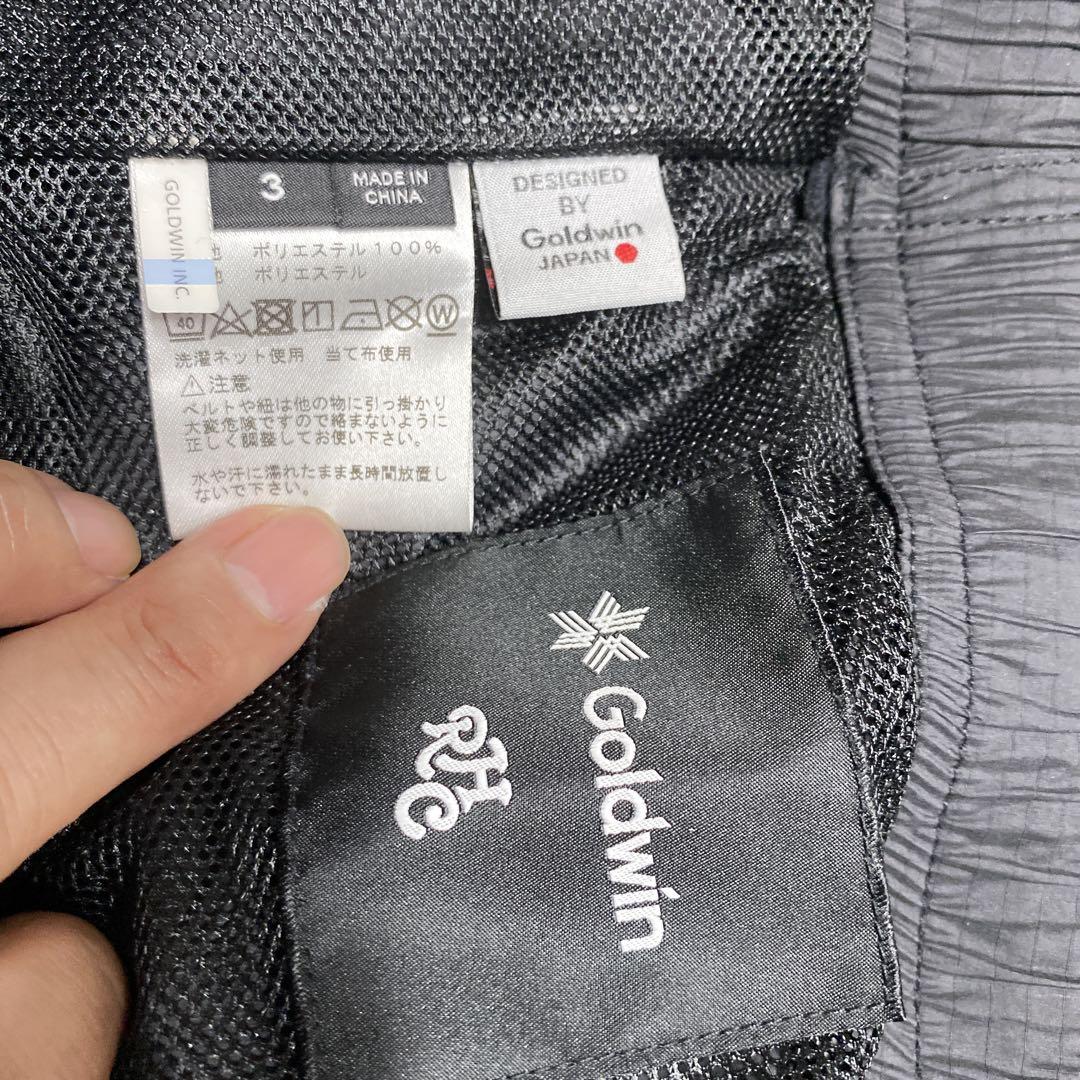 GOLDWIN INC.
3
MADE IN
CHINA
地 ポリエステル100%
地 ポリエステル
40
W
洗濯ネット使用 当て布使用
注意
ベルトや紐は他の物に引っ掛かり
大変危険ですので絡まないように
正しく調整してお使い下さい。
水や汗に濡れたまま長時間放置し
ないで下さい。
DESIGNED
BY
Goldwin
JAPAN
Goldwin
RHC